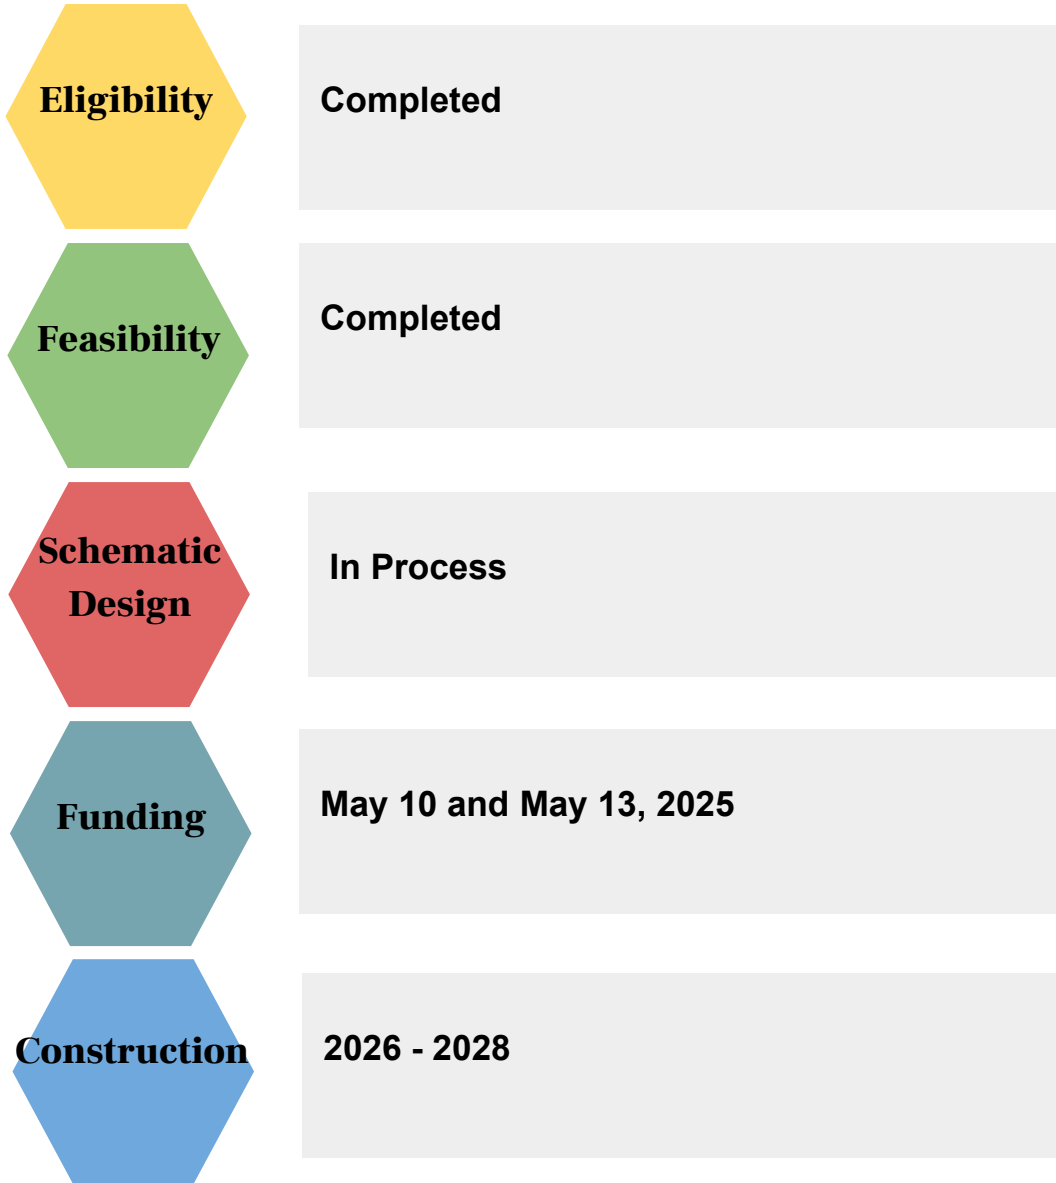 Eligibility
Completed
Feasibility
Completed
Schematic
Design
In Process
Funding
May 10 and May 13, 2025
Construction
2026 - 2028